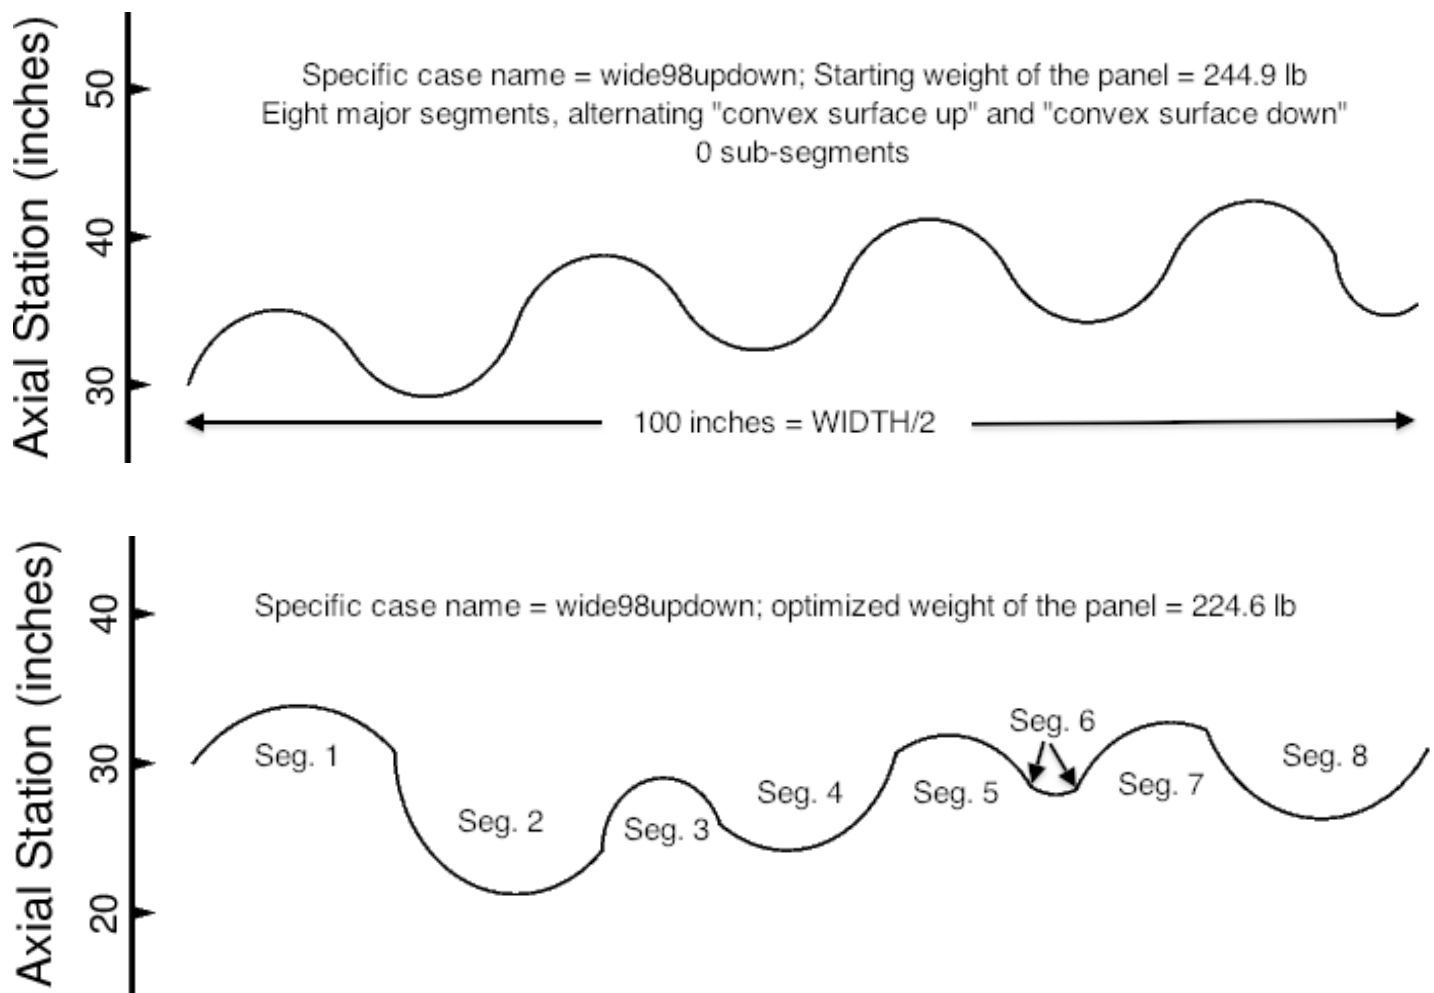 Axial Station (inches)
50
40
30
Specific case name = wide98updown; Starting weight of the panel = 244.9 lb
Eight major segments, alternating "convex surface up" and "convex surface down"
0 sub-segments
100 inches = WIDTH/2
Axial Station (inches)
40
30
20
Specific case name = wide98updown; optimized weight of the panel = 224.6 lb
Seg. 1
Seg. 2
Seg. 3
Seg. 4
Seg. 5
Seg. 6
Seg. 7
Seg. 8